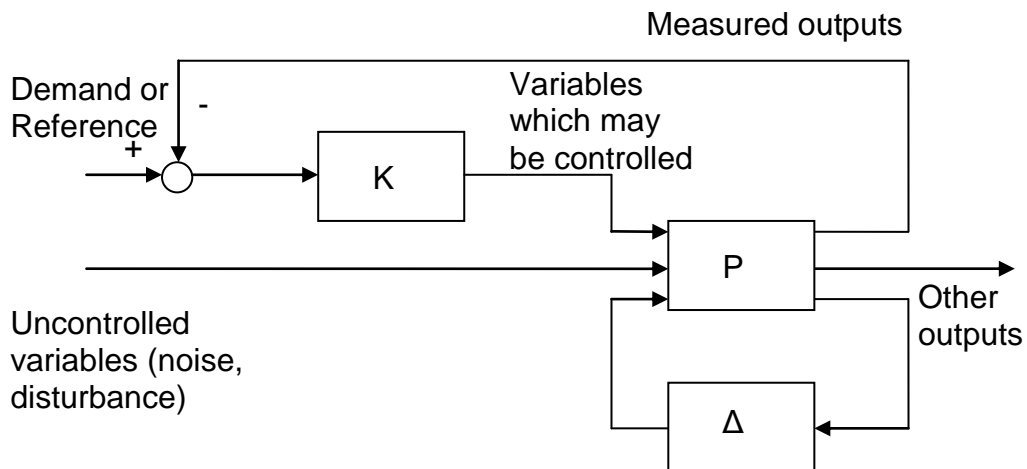 Measured outputs
Demand or
Reference
+
-
Variables
which may
be controlled
K
P
Other
outputs
Uncontrolled
variables (noise,
disturbance)
Δ